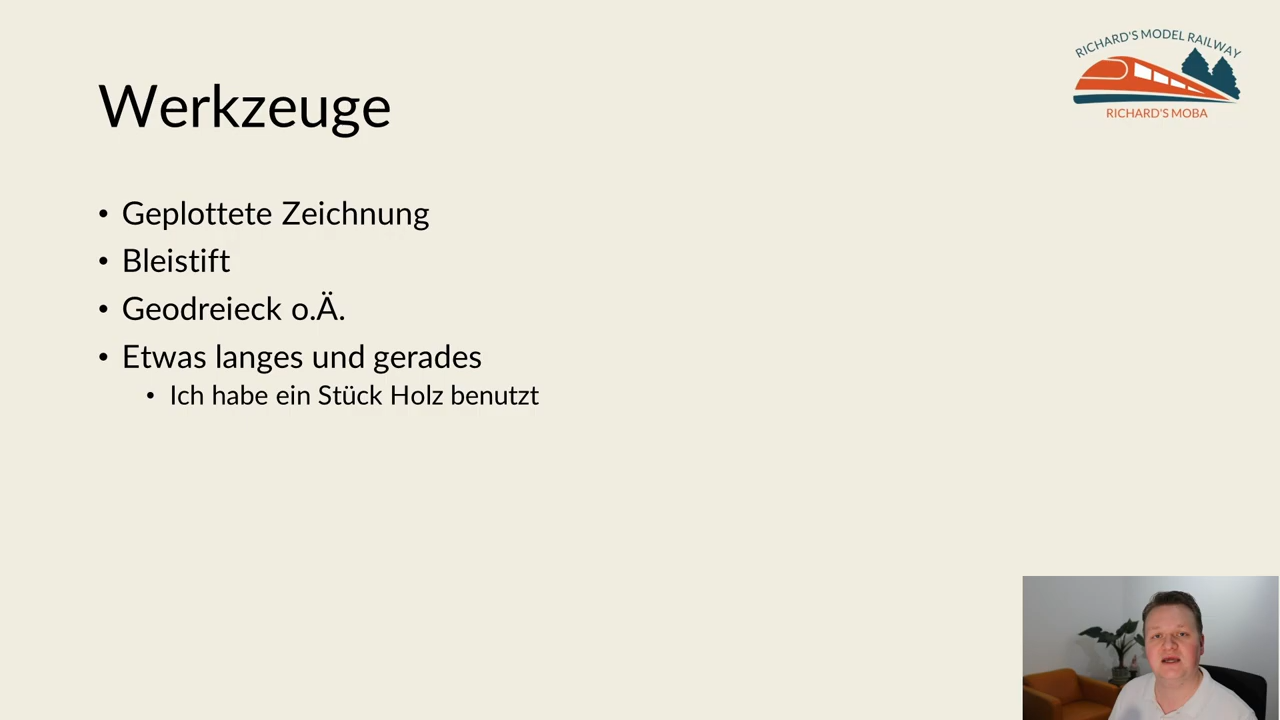 RICHARD'S MODEL RAILWAY
RICHARD'S MOBA
Werkzeuge
• Geplottete Zeichnung
• Bleistift
• Geodreieck o.Ä.
• Etwas langes und gerades
• Ich habe ein Stück Holz benutzt